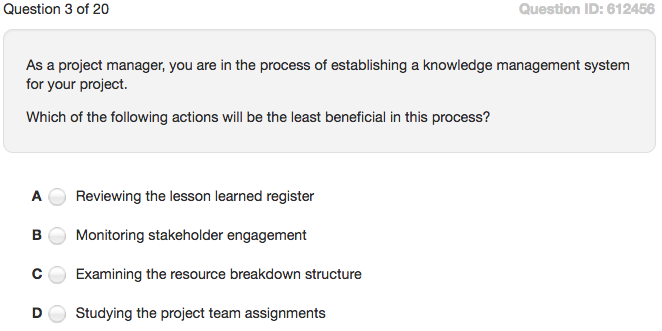 Question 3 of 20
Question ID: 612456
As a project manager, you are in the process of establishing a knowledge management system
for your project.
Which of the following actions will be the least beneficial in this process?
A Reviewing the lesson learned register
B Monitoring stakeholder engagement
C Examining the resource breakdown structure
D Studying the project team assignments